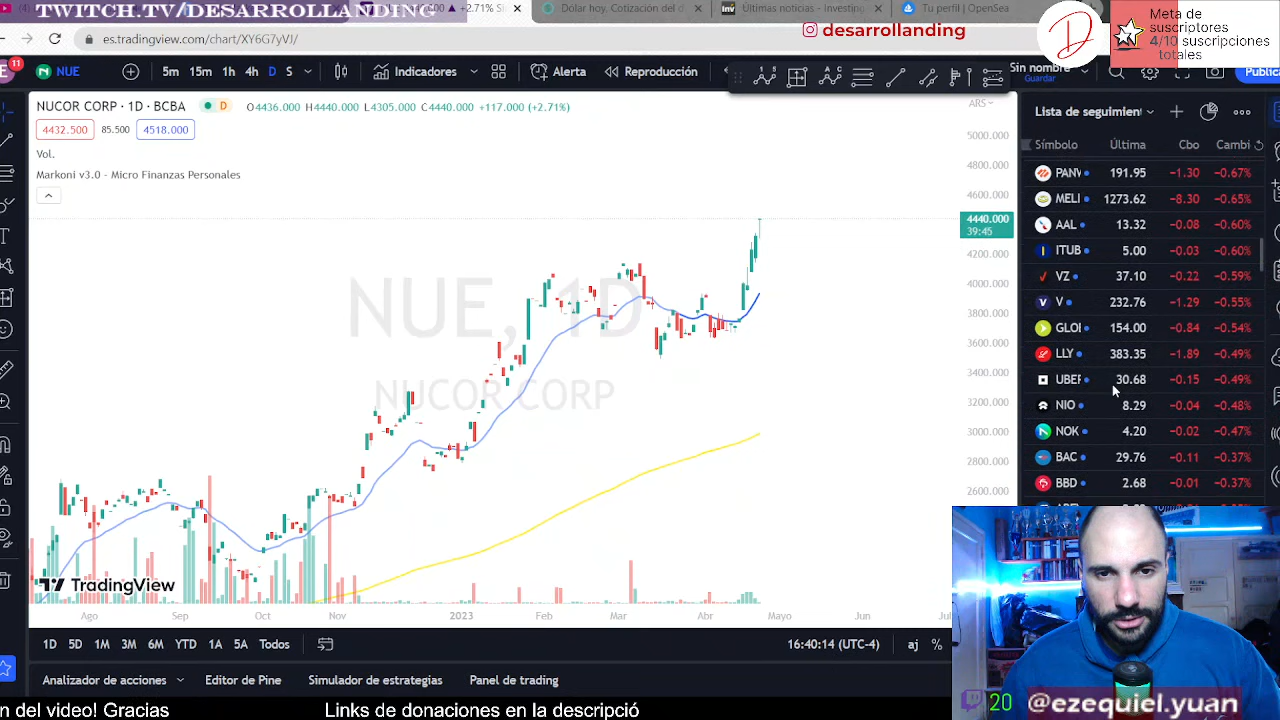 TWITCH.TV/DESARROLLANDING
+2.71% S
Dólar hoy. Cotización del d
Últimas noticias - Investing
Tu perfil | OpenSea
es.tradingview.com/chart/XY6G7yVJ/
desarrollanding
Meta de
suscriptores
4/10 suscripciones
totales
11
NUE
5m 15m 1h 4h D S
Indicadores
Alerta
Reproducción
Sin nombre
Guardar
Publica
NUCOR CORP · 1D · BCBA
D
O4436.000 H4440.000 L4305.000 C4440.000 +117.000 (+2.71%)
4432.500 85.500 4518.000
Vol.
Markoni v3.0 - Micro Finanzas Personales
ARS
5000.000
4800.000
4600.000
4440.000
39:45
4200.000
4000.000
3800.000
3600.000
3400.000
3200.000
3000.000
2800.000
2600.000
NUE, 1D
NUCOR CORP
TradingView
Ago Sep Oct Nov 2023 Feb Mar Abr Mayo Jun Jul
1D 5D 1M 3M 6M YTD 1A 5A Todos
16:40:14 (UTC-4)
aj %
Analizador de acciones
Editor de Pine
Simulador de estrategias
Panel de trading
Lista de seguimient
Símbolo Última Cbo Cambi
PANW 191.95 −1.30 −0.67%
MELI 1273.62 −8.30 −0.65%
AAL 13.32 −0.08 −0.60%
ITUB 5.00 −0.03 −0.60%
VZ 37.10 −0.22 −0.59%
V 232.76 −1.29 −0.55%
GLOB 154.00 −0.84 −0.54%
LLY 383.35 −1.89 −0.49%
UBER 30.68 −0.15 −0.49%
NIO 8.29 −0.04 −0.48%
NOK 4.20 −0.02 −0.47%
BAC 29.76 −0.11 −0.37%
BBD 2.68 −0.01 −0.37%
20 @ezequiel.yuan
n del video! Gracias
Links de donaciones en la descripció